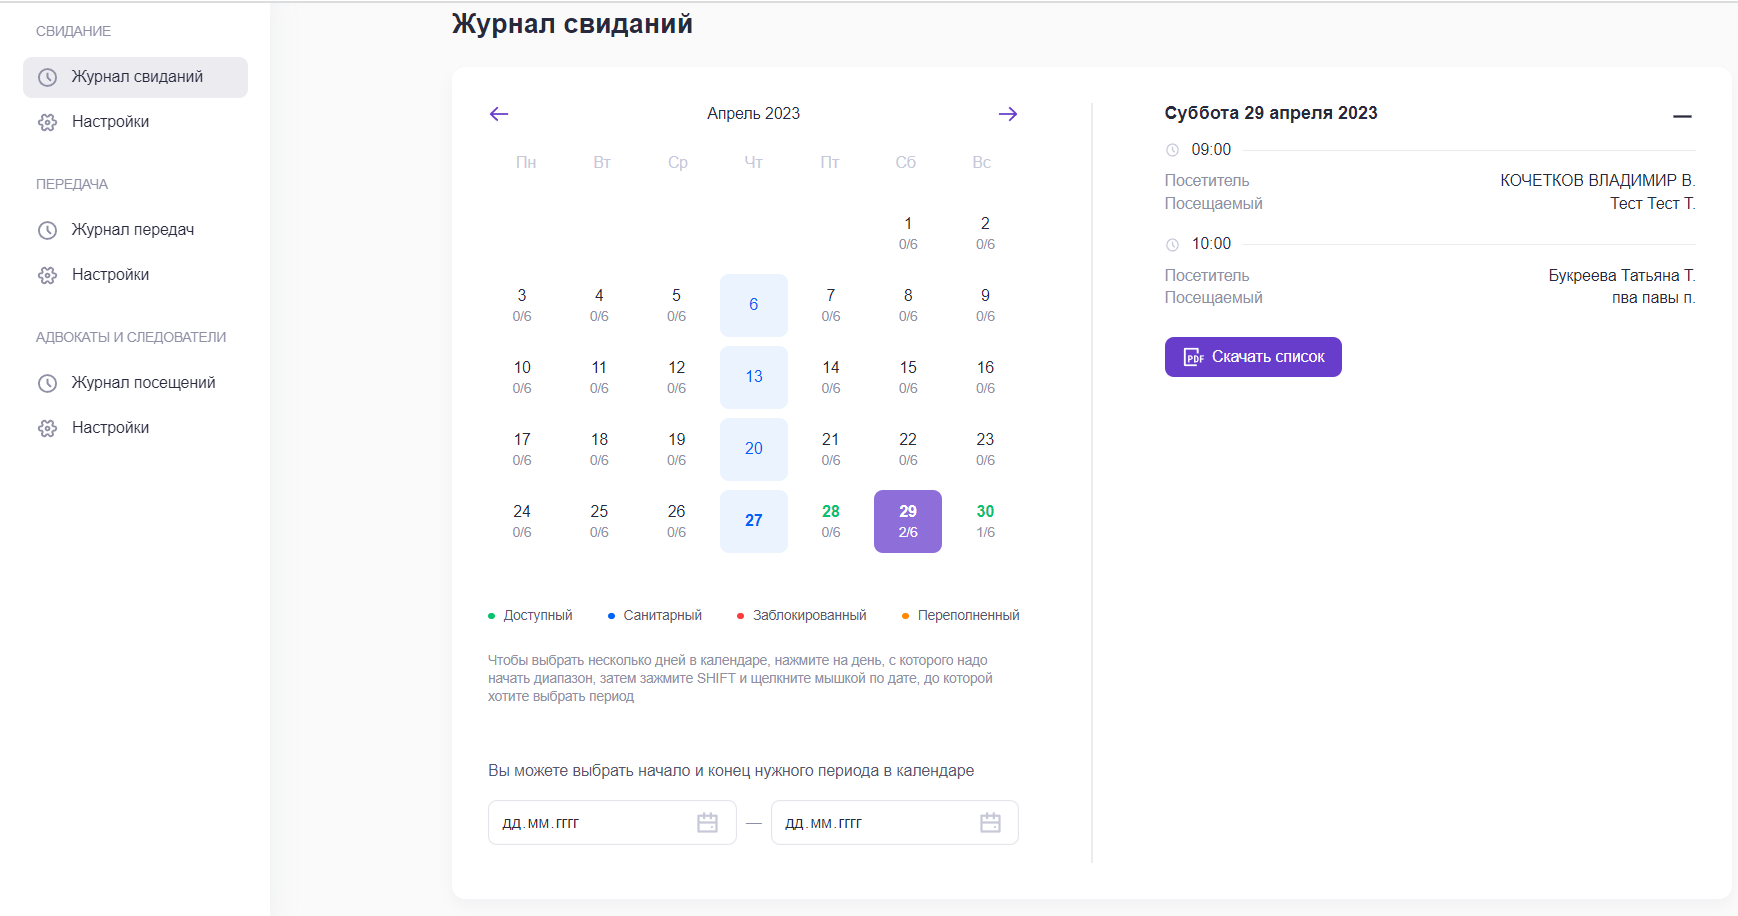 СВИДАНИЕ
Журнал свиданий
Настройки
ПЕРЕДАЧА
Журнал передач
Настройки
АДВОКАТЫ И СЛЕДОВАТЕЛИ
Журнал посещений
Настройки
Журнал свиданий
Апрель 2023
Пн Вт Ср Чт Пт Сб Вс
1 2
0/6 0/6
3 4 5 6 7 8 9
0/6 0/6 0/6 0/6 0/6 0/6
10 11 12 13 14 15 16
0/6 0/6 0/6 0/6 0/6 0/6
17 18 19 20 21 22 23
0/6 0/6 0/6 0/6 0/6 0/6
24 25 26 27 28 29 30
0/6 0/6 0/6 0/6 2/6 1/6
Доступный Санитарный Заблокированный Переполненный
Чтобы выбрать несколько дней в календаре, нажмите на день, с которого надо
начать диапазон, затем зажмите SHIFT и щелкните мышкой по дате, до которой
хотите выбрать период
Вы можете выбрать начало и конец нужного периода в календаре
ДД.ММ.ГГГГ — ДД.ММ.ГГГГ
Суббота 29 апреля 2023
09:00
Посетитель КОЧЕТКОВ ВЛАДИМИР В.
Посещаемый Тест Тест Т.
10:00
Посетитель Букреева Татьяна Т.
Посещаемый пва павы п.
PDF Скачать список